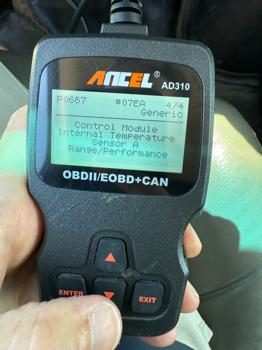 ANCEL
AD310
P0667 #07EA 4/4
Generic
Control Module
Internal Temperature
Sensor A
Range/Performance
OBDII/EOBD+CAN
ENTER
EXIT